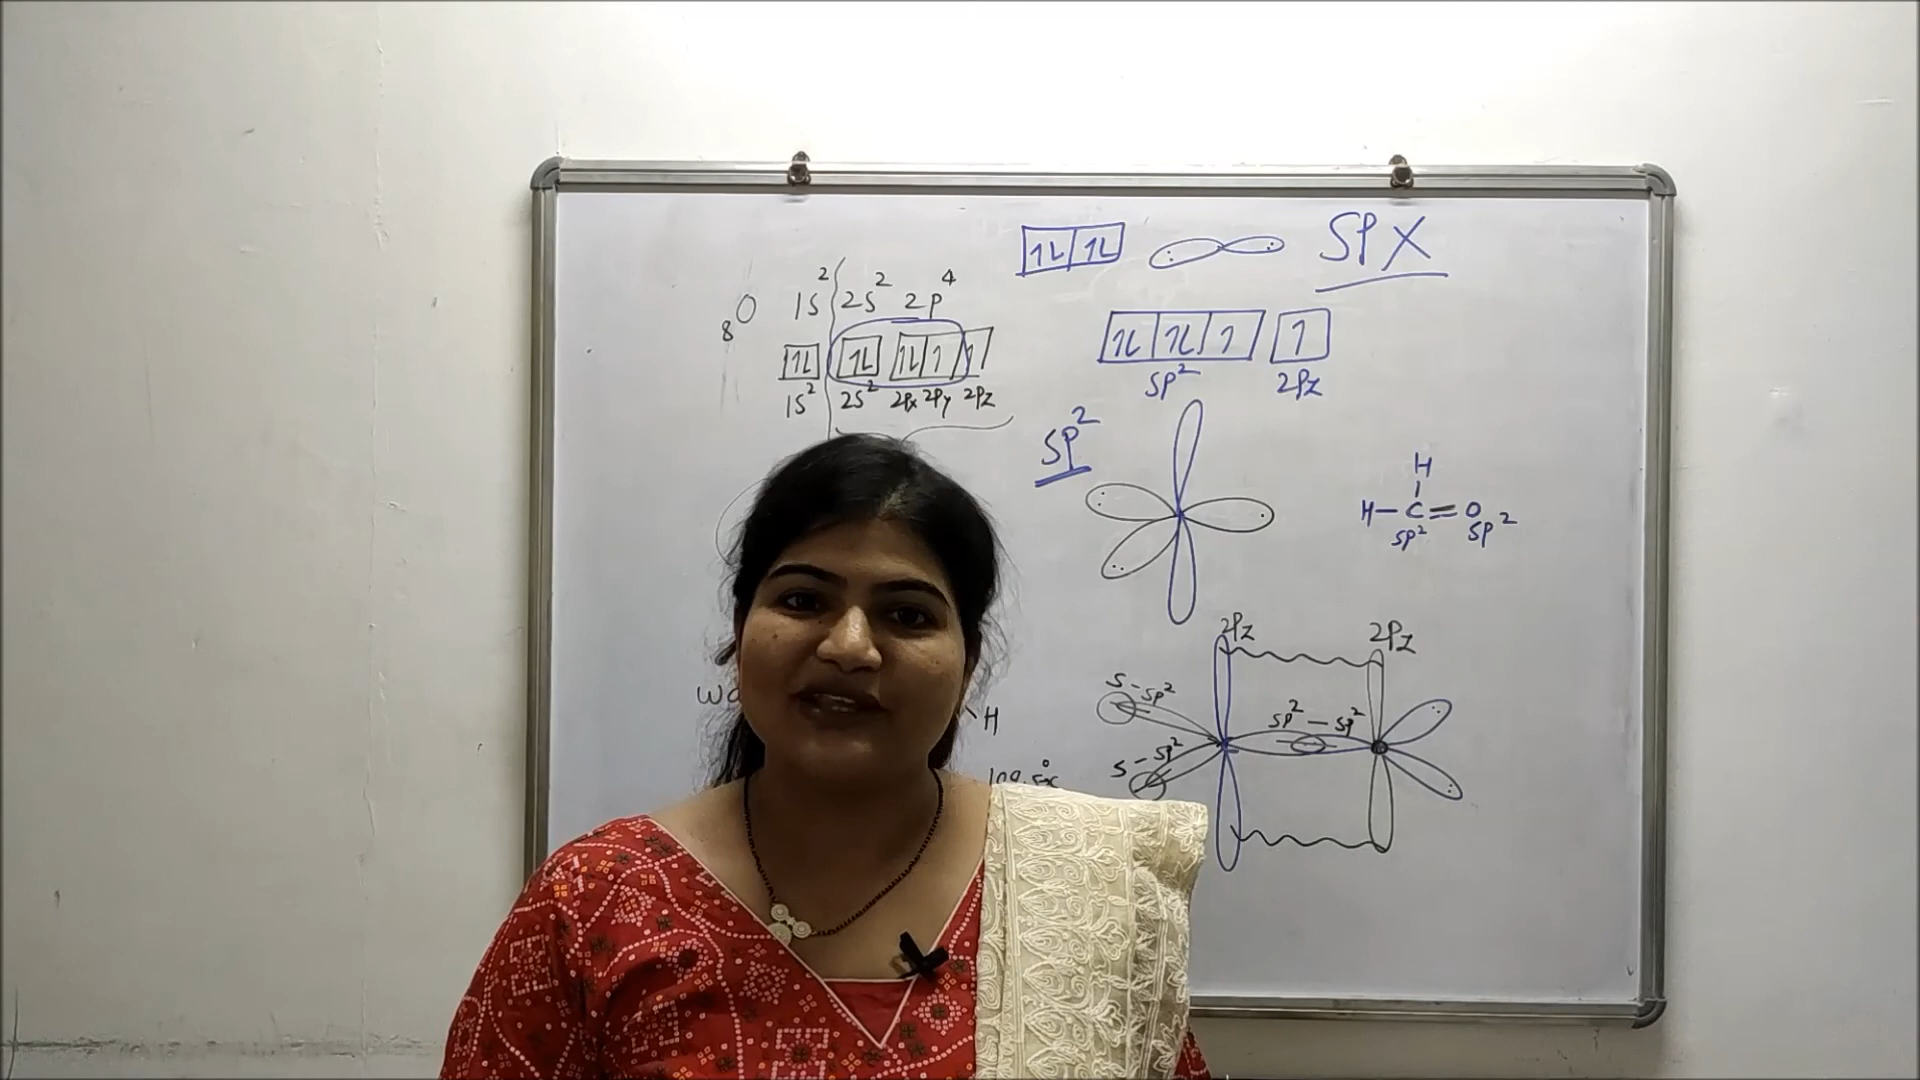 SP X
1S² 2S² 2P⁴
₈O
1S² 2S² 2Px 2Py 2Pz
SP² 2Pz
SP²
H
H—C=O
SP² SP²
2Pz 2Pz
S-SP²
SP²—SP²
S-SP²
H